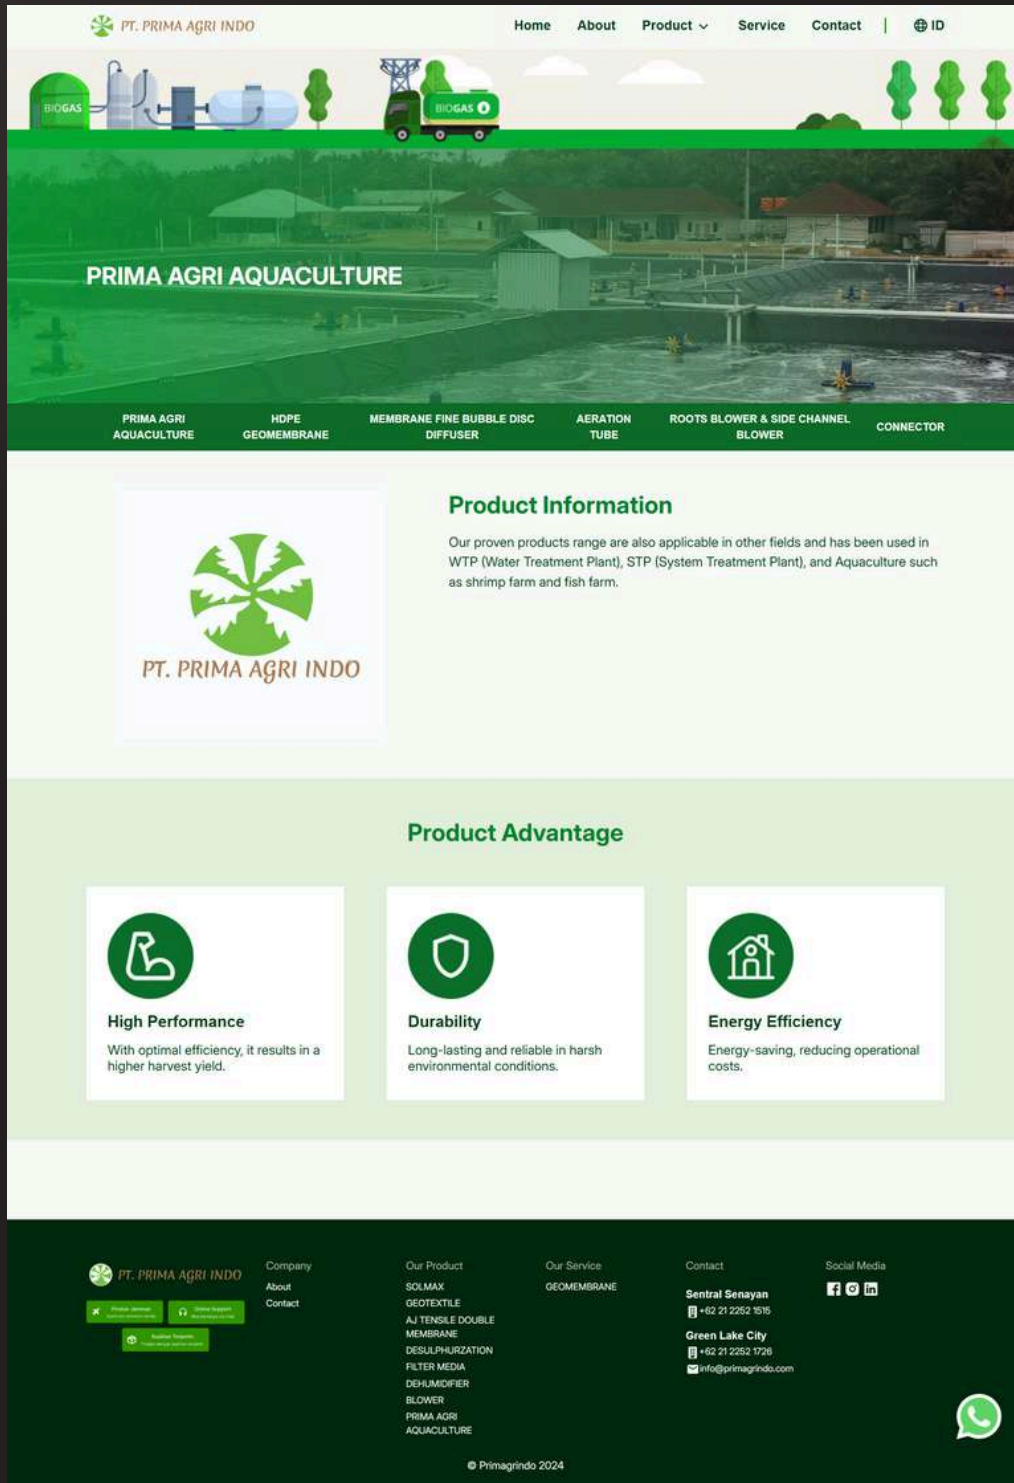 PT. PRIMA AGRI INDO
Home About Product Service Contact | ID
BIOGAS
BIOGAS
PRIMA AGRI AQUACULTURE
PRIMA AGRI
AQUACULTURE
HDPE
GEOMEMBRANE
MEMBRANE FINE BUBBLE DISC
DIFFUSER
AERATION
TUBE
ROOTS BLOWER & SIDE CHANNEL
BLOWER
CONNECTOR
PT. PRIMA AGRI INDO
Product Information
Our proven products range are also applicable in other fields and has been used in
WTP (Water Treatment Plant), STP (System Treatment Plant), and Aquaculture such
as shrimp farm and fish farm.
Product Advantage
High Performance
With optimal efficiency, it results in a
higher harvest yield.
Durability
Long-lasting and reliable in harsh
environmental conditions.
Energy Efficiency
Energy-saving, reducing operational
costs.
PT. PRIMA AGRI INDO
Online Support
Company
About
Contact
Our Product
SOLMAX
GEOTEXTILE
AJ TENSILE DOUBLE
MEMBRANE
DESULPHURZATION
FILTER MEDIA
DEHUMIDIFIER
BLOWER
PRIMA AGRI
AQUACULTURE
Our Service
GEOMEMBRANE
Contact
Sentral Senayan
+62 21 2252 1515
Green Lake City
+62 21 2252 1726
info@primagrindo.com
Social Media
© Primagrindo 2024